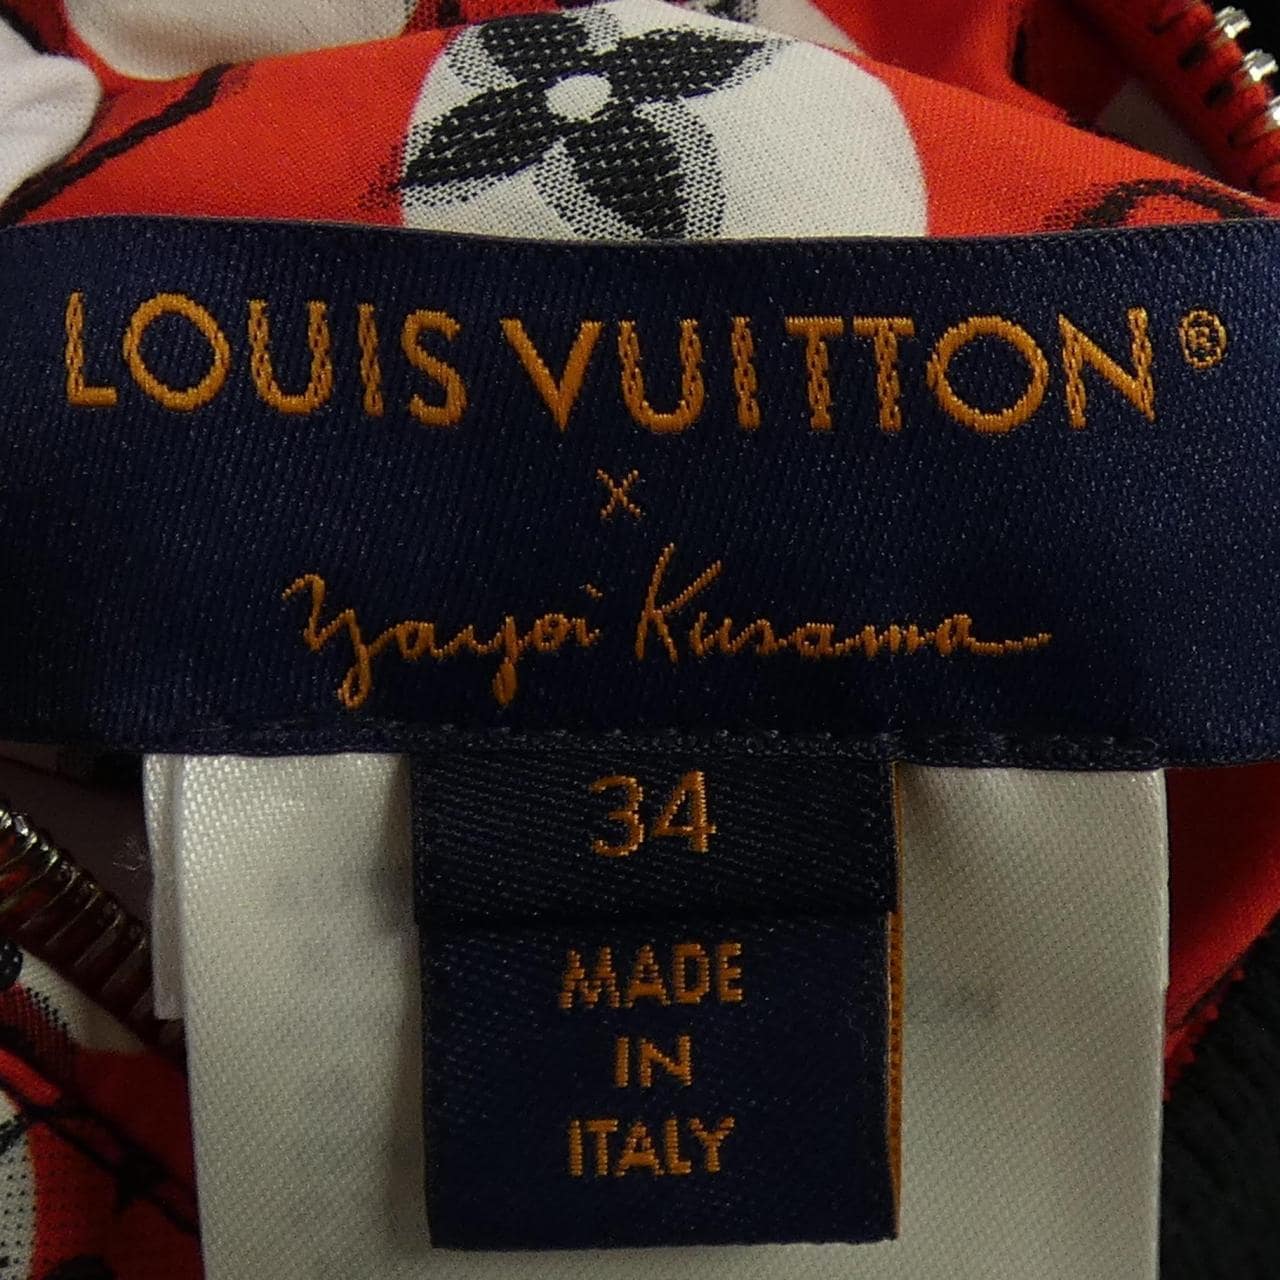 LOUIS VUITTON®
x
Yayoi Kusama
34
MADE
IN
ITALY